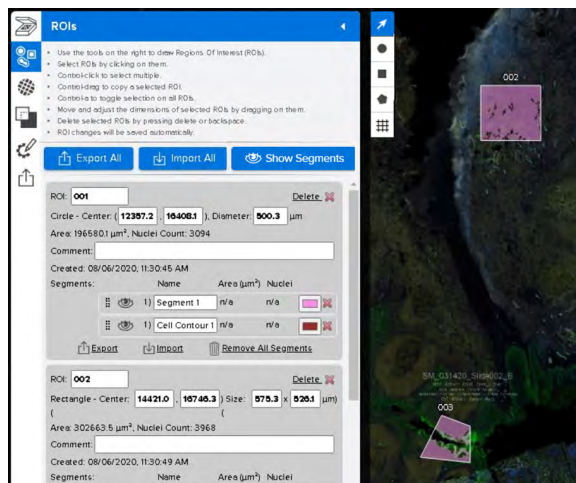 ROIs
Use the tools on the right to draw Regions Of Interest (ROIs).
Select ROIs by clicking on them.
Control-click to select multiple.
Control-drag to copy a selected ROI.
Control-a to toggle selection on all ROIs.
Move and adjust the dimensions of selected ROIs by dragging on them.
Delete selected ROIs by pressing delete or backspace.
ROI changes will be saved automatically.
Export All Import All Show Segments
ROI: 001 Delete
Circle - Center: ( 12357.2 , 16408.1 ), Diameter: 500.3 μm
Area: 196580.1 μm², Nuclei Count: 3094
Comment:
Created: 08/06/2020, 11:30:45 AM
Segments: Name Area (μm²) Nuclei
1) Segment 1 n/a n/a
1) Cell Contour 1 n/a n/a
Export Import Remove All Segments
ROI: 002 Delete
Rectangle - Center: 14421.0 , 16746.3 ) Size: 575.3 x 526.1 μm)
( (
Area: 302663.5 μm², Nuclei Count: 3968
Comment:
Created: 08/06/2020, 11:30:49 AM
Segments: Name Area (μm²) Nuclei
002
SM_031420_Slide002_B
003